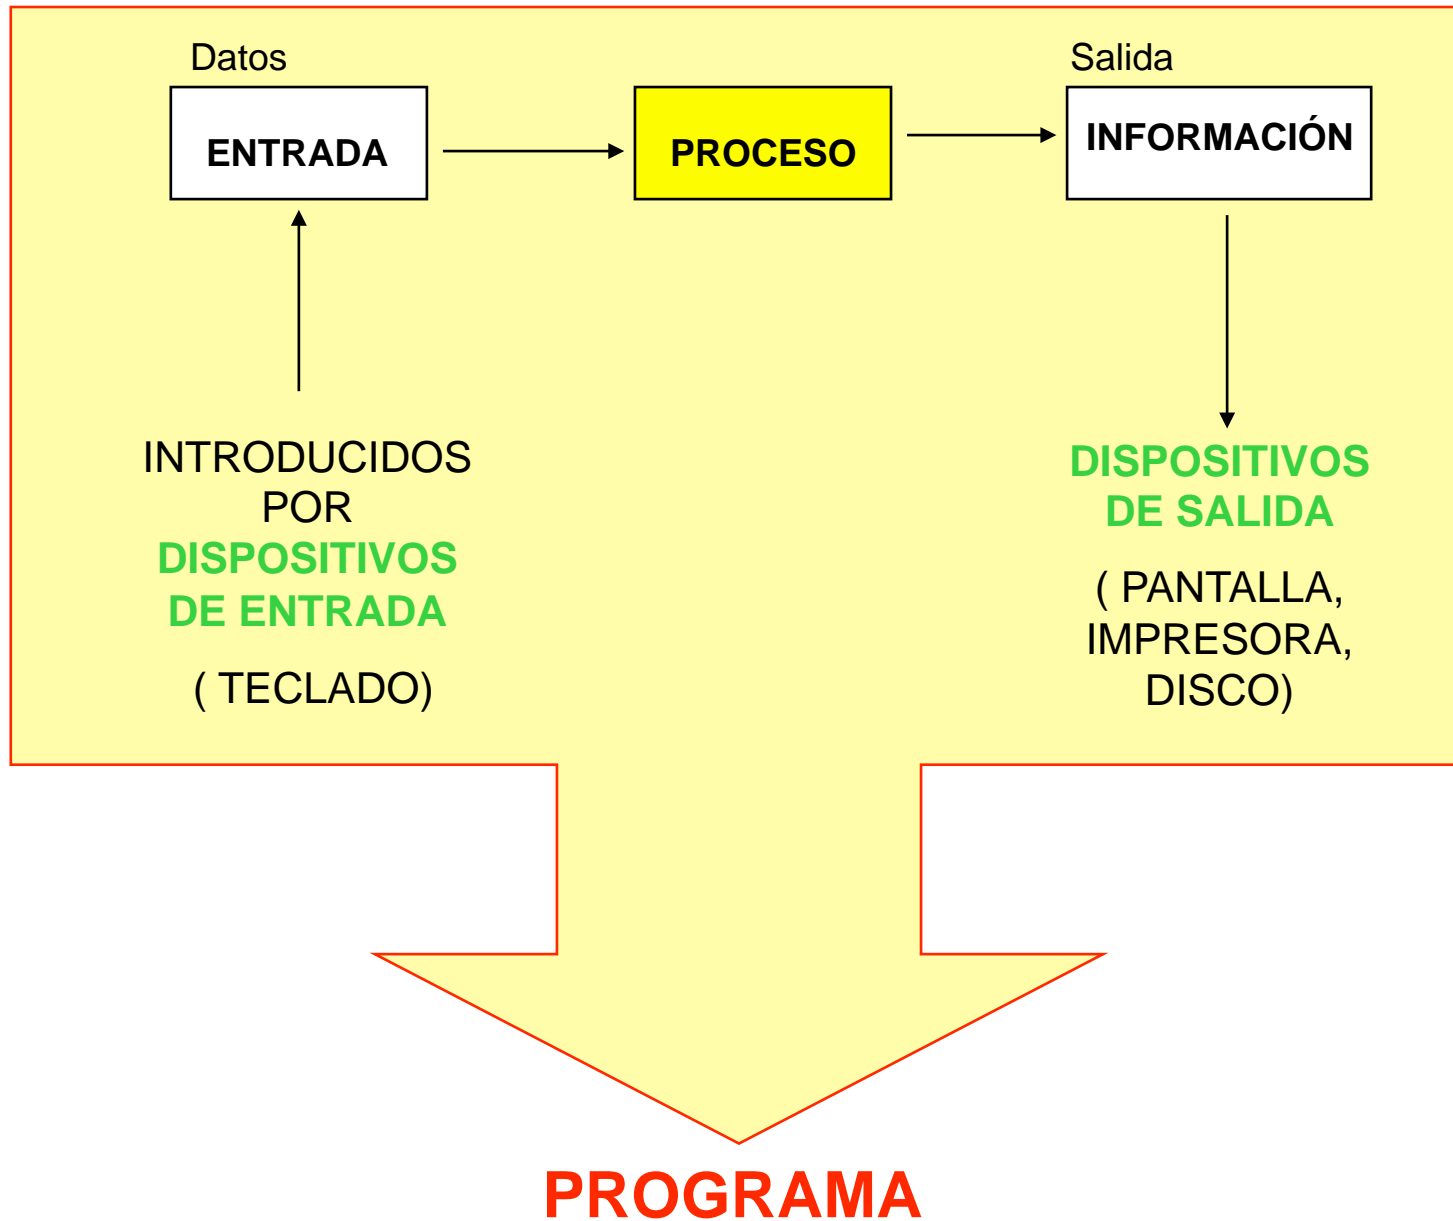 Datos
ENTRADA
PROCESO
Salida
INFORMACIÓN
INTRODUCIDOS
POR
DISPOSITIVOS
DE ENTRADA
( TECLADO)
DISPOSITIVOS
DE SALIDA
( PANTALLA,
IMPRESORA,
DISCO)
PROGRAMA